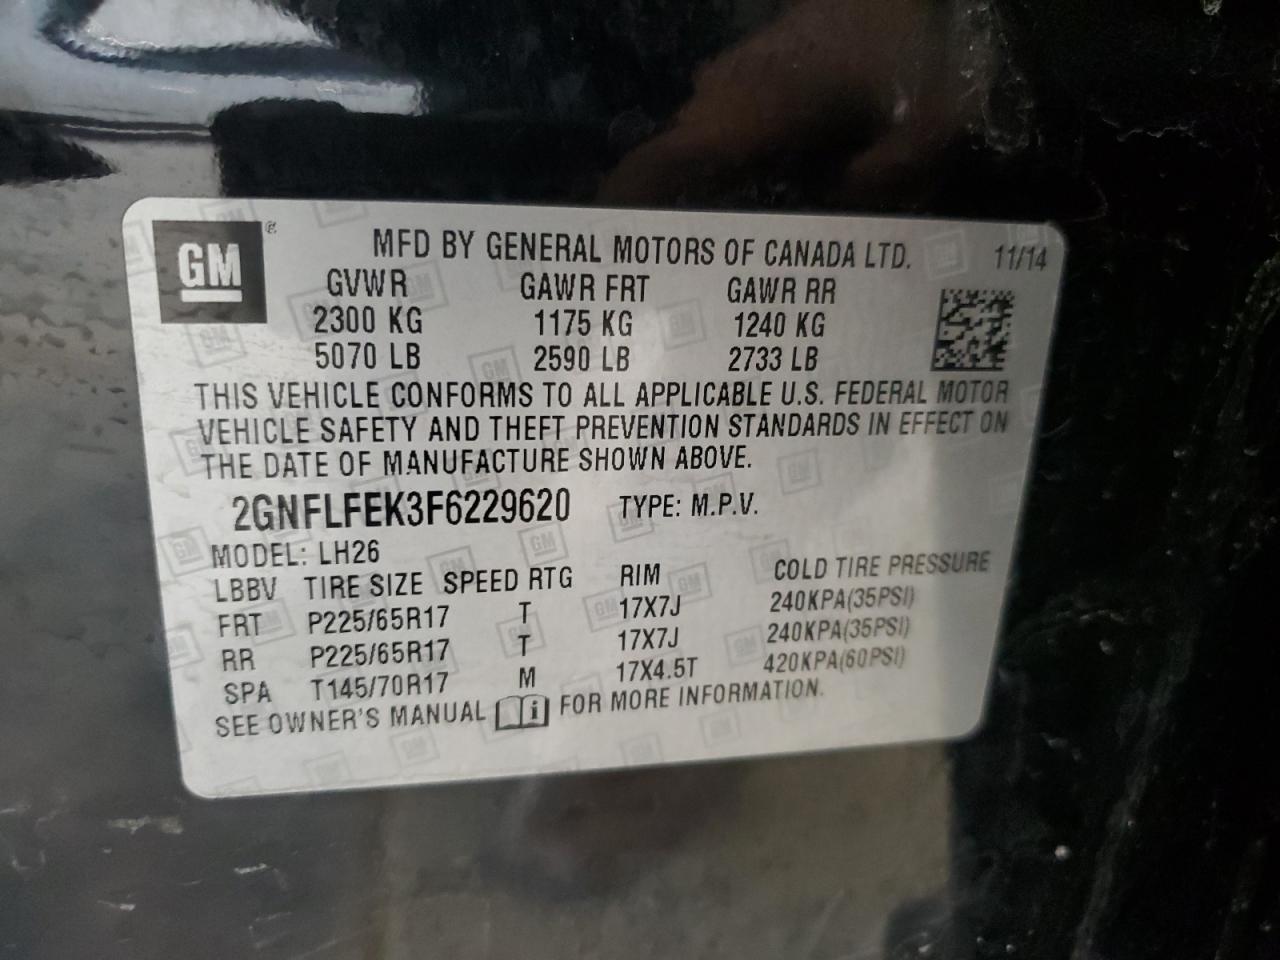 GM ® MFD BY GENERAL MOTORS OF CANADA LTD. 11/14
GVWR GAWR FRT GAWR RR
2300 KG 1175 KG 1240 KG
5070 LB 2590 LB 2733 LB
THIS VEHICLE CONFORMS TO ALL APPLICABLE U.S. FEDERAL MOTOR
VEHICLE SAFETY AND THEFT PREVENTION STANDARDS IN EFFECT ON
THE DATE OF MANUFACTURE SHOWN ABOVE.
2GNFLFEK3F6229620 TYPE: M.P.V.
MODEL: LH26
LBBV TIRE SIZE SPEED RTG RIM COLD TIRE PRESSURE
FRT P225/65R17 T 17X7J 240KPA(35PSI)
RR P225/65R17 T 17X7J 240KPA(35PSI)
SPA T145/70R17 M 17X4.5T 420KPA(60PSI)
SEE OWNER'S MANUAL i FOR MORE INFORMATION.